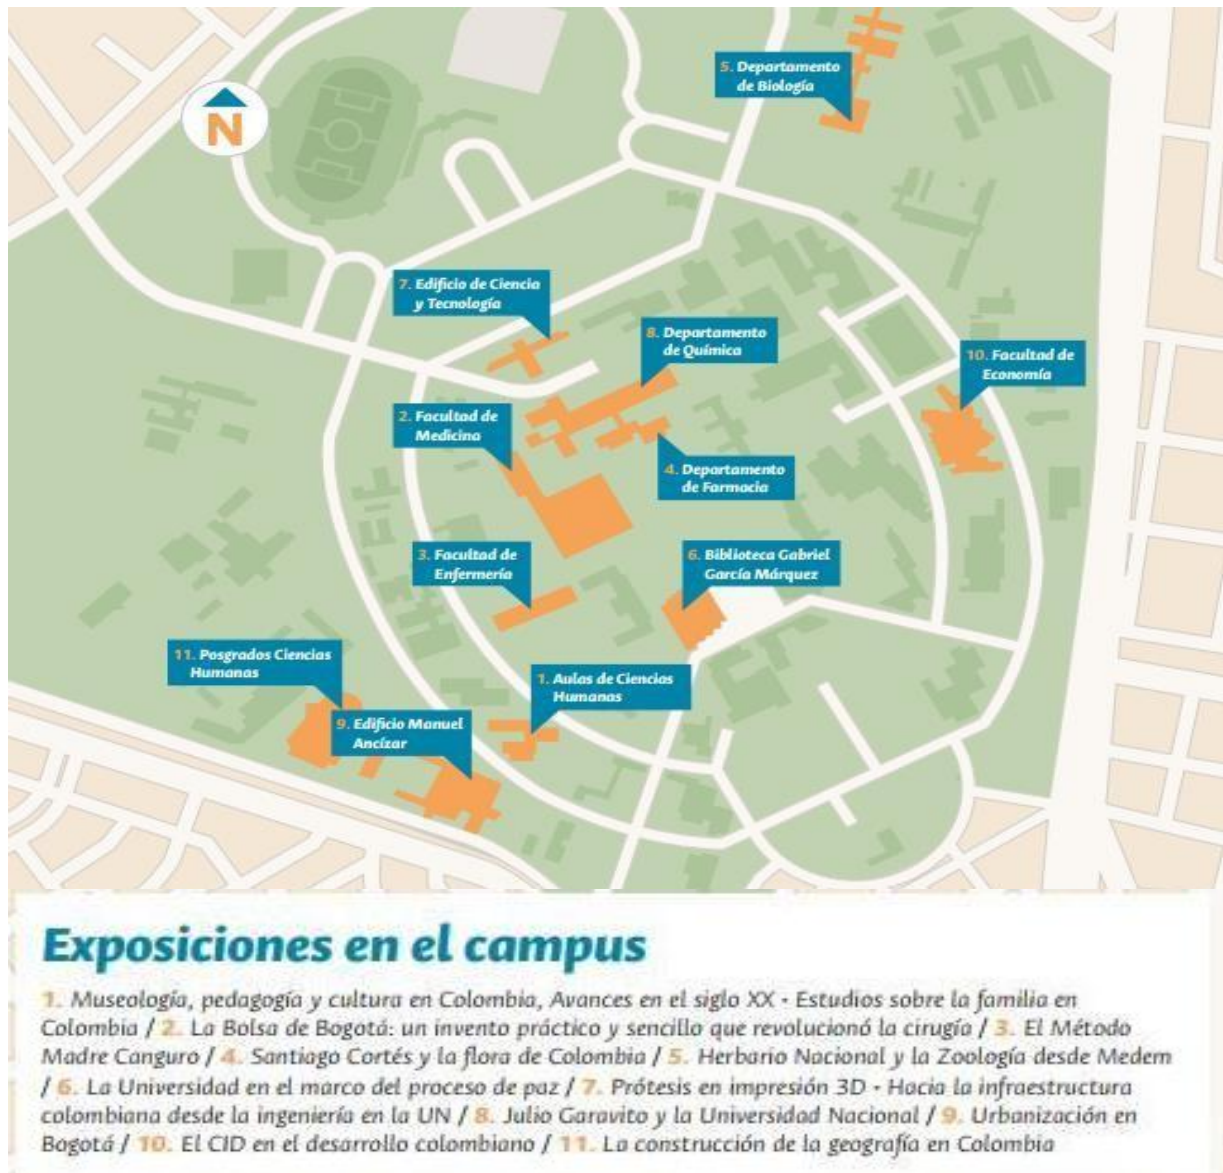 N
5. Departamento
de Biología
7. Edificio de Ciencia
y Tecnología
8. Departamento
de Química
10. Facultad de
Economía
2. Facultad de
Medicina
4. Departamento
de Farmacia
3. Facultad de
Enfermería
6. Biblioteca Gabriel
García Márquez
11. Posgrados Ciencias
Humanas
1. Aulas de Ciencias
Humanas
9. Edificio Manuel
Ancízar
Exposiciones en el campus
1. Museología, pedagogía y cultura en Colombia, Avances en el siglo XX - Estudios sobre la familia en
Colombia / 2. La Bolsa de Bogotá: un invento práctico y sencillo que revolucionó la cirugía / 3. El Método
Madre Canguro / 4. Santiago Cortés y la flora de Colombia / 5. Herbario Nacional y la Zoología desde Medem
/ 6. La Universidad en el marco del proceso de paz / 7. Prótesis en impresión 3D - Hacia la infraestructura
colombiana desde la ingeniería en la UN / 8. Julio Garavito y la Universidad Nacional / 9. Urbanización en
Bogotá / 10. El CID en el desarrollo colombiano / 11. La construcción de la geografía en Colombia